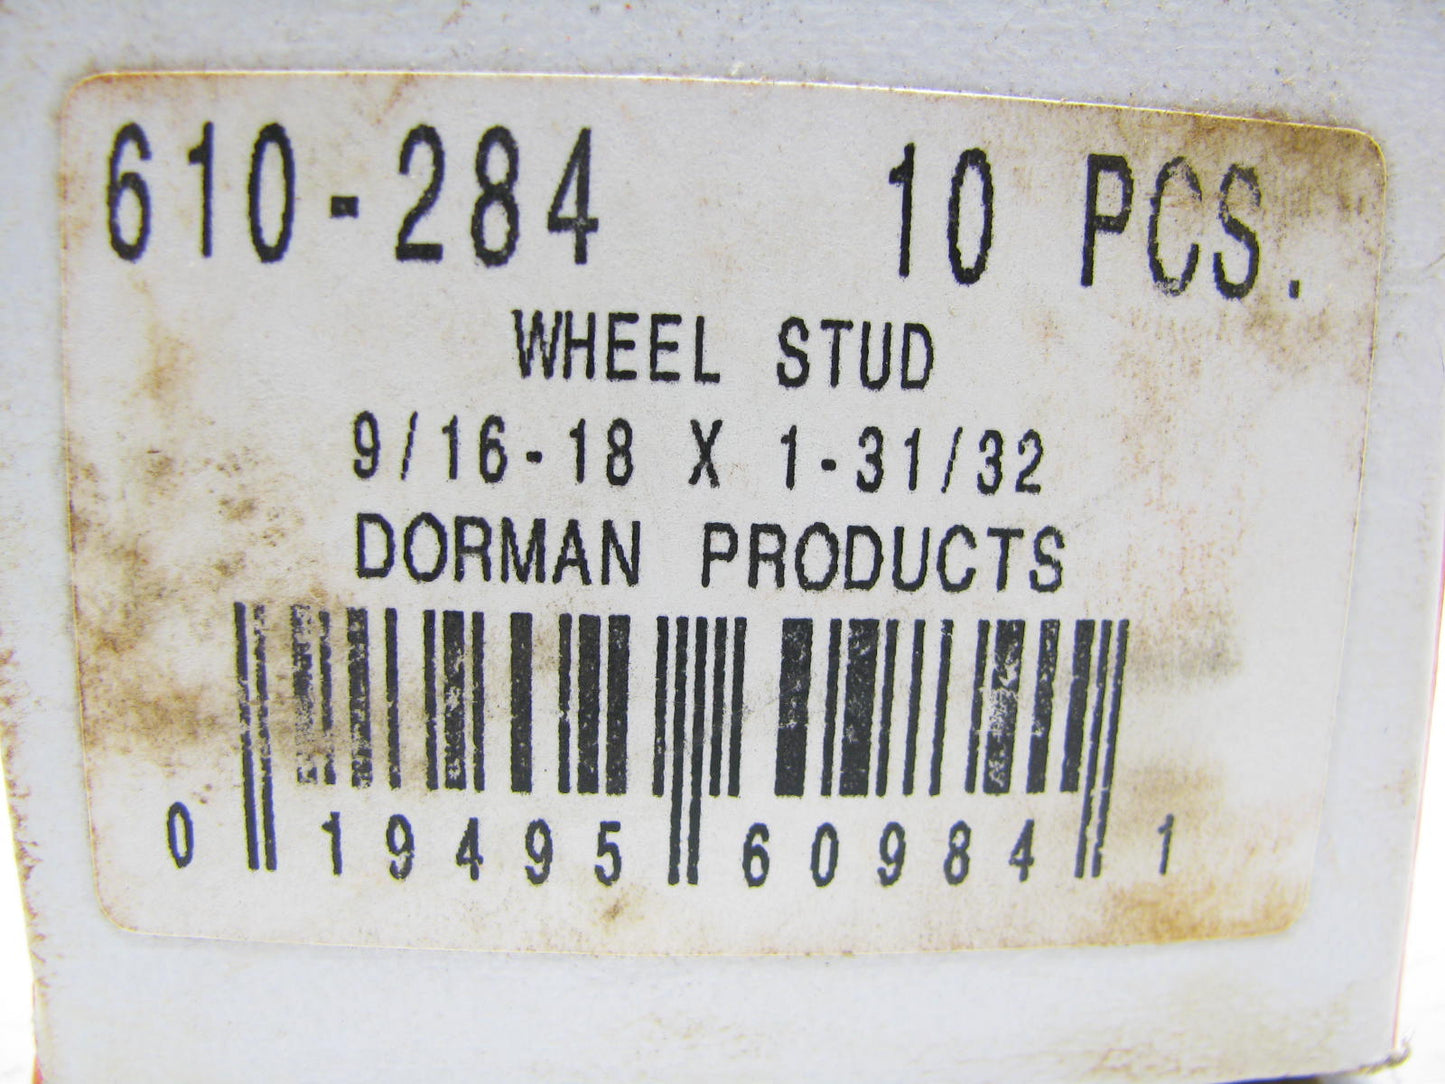 610-284 10 PCS.
WHEEL STUD
9/16-18 X 1-31/32
DORMAN PRODUCTS
0 19495 60984 1